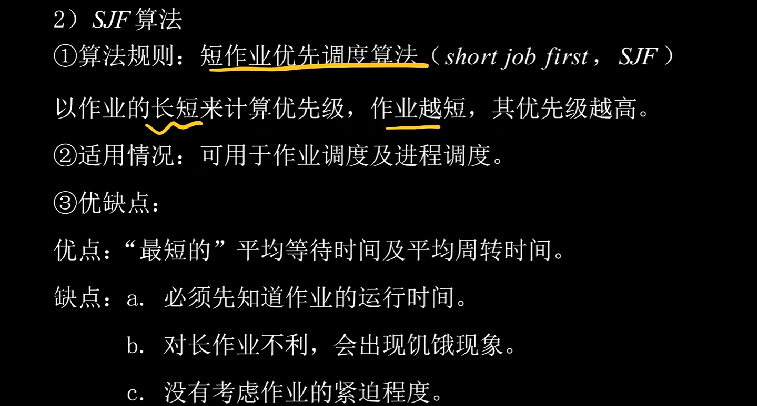 2）SJF 算法
①算法规则：短作业优先调度算法（short job first，SJF）
以作业的长短来计算优先级，作业越短，其优先级越高。
②适用情况：可用于作业调度及进程调度。
③优缺点：
优点：“最短的”平均等待时间及平均周转时间。
缺点：a. 必须先知道作业的运行时间。
b. 对长作业不利，会出现饥饿现象。
c. 没有考虑作业的紧迫程度。